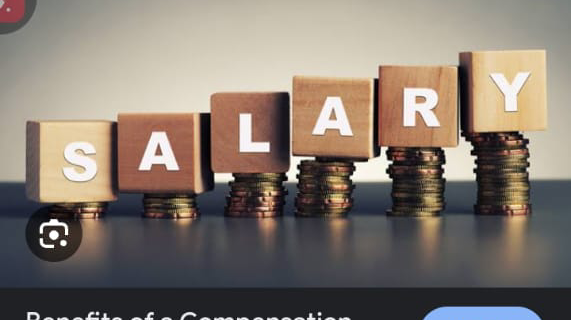 SALARY
Benefits of a Compensation